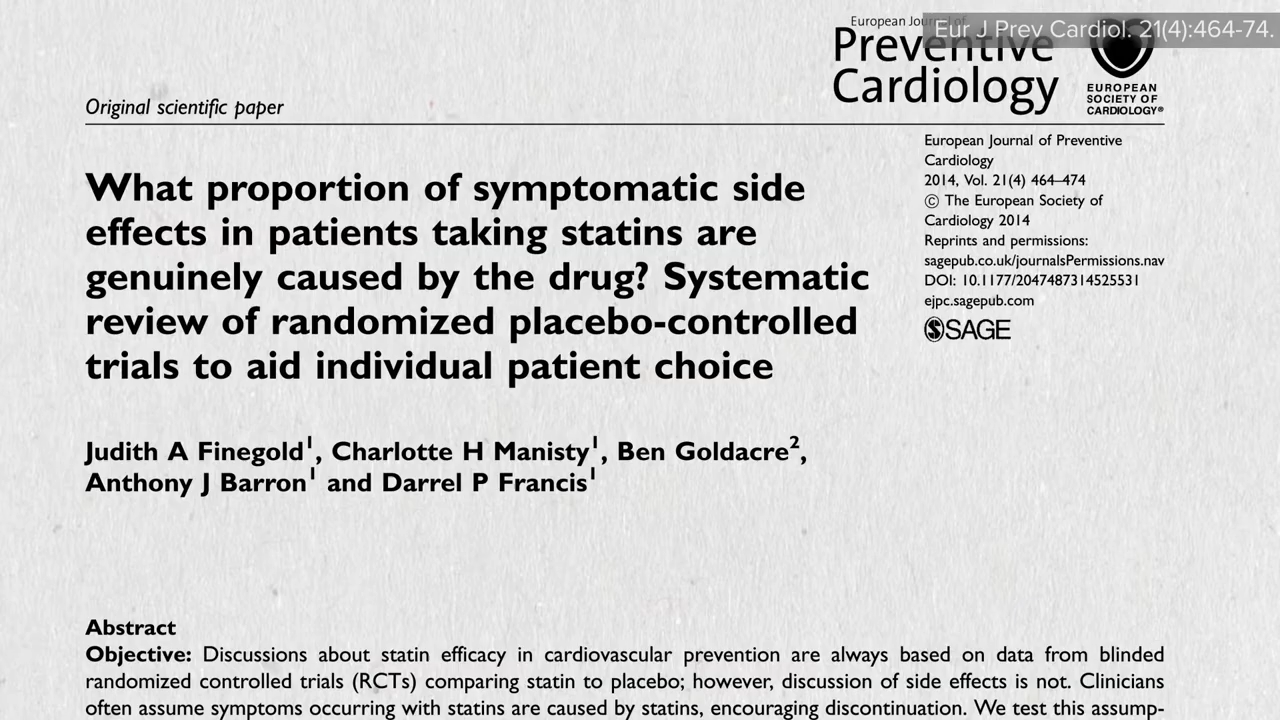 European Journal of
Preventive
Cardiology
Eur J Prev Cardiol. 21(4):464-74.
EUROPEAN
SOCIETY OF
CARDIOLOGY®
Original scientific paper
European Journal of Preventive
Cardiology
2014, Vol. 21(4) 464–474
© The European Society of
Cardiology 2014
Reprints and permissions:
sagepub.co.uk/journalsPermissions.nav
DOI: 10.1177/2047487314525531
ejpc.sagepub.com
SAGE
What proportion of symptomatic side
effects in patients taking statins are
genuinely caused by the drug? Systematic
review of randomized placebo-controlled
trials to aid individual patient choice
Judith A Finegold1, Charlotte H Manisty1, Ben Goldacre2,
Anthony J Barron1 and Darrel P Francis1
Abstract
Objective: Discussions about statin efficacy in cardiovascular prevention are always based on data from blinded
randomized controlled trials (RCTs) comparing statin to placebo; however, discussion of side effects is not. Clinicians
often assume symptoms occurring with statins are caused by statins, encouraging discontinuation. We test this assump-